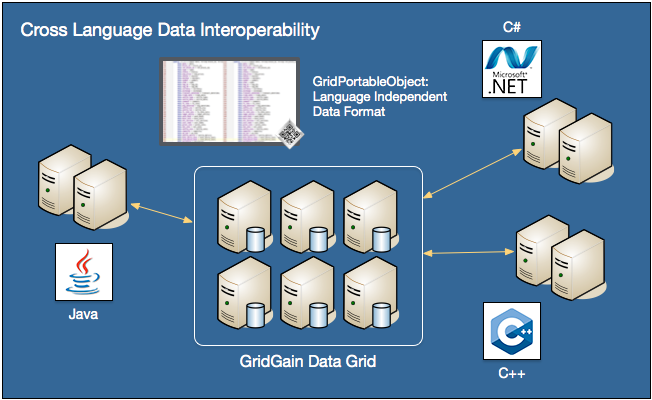 Cross Language Data Interoperability
C#
Microsoft
.NET
GridPortableObject:
Language Independent
Data Format
Java
GridGain Data Grid
C++
C++